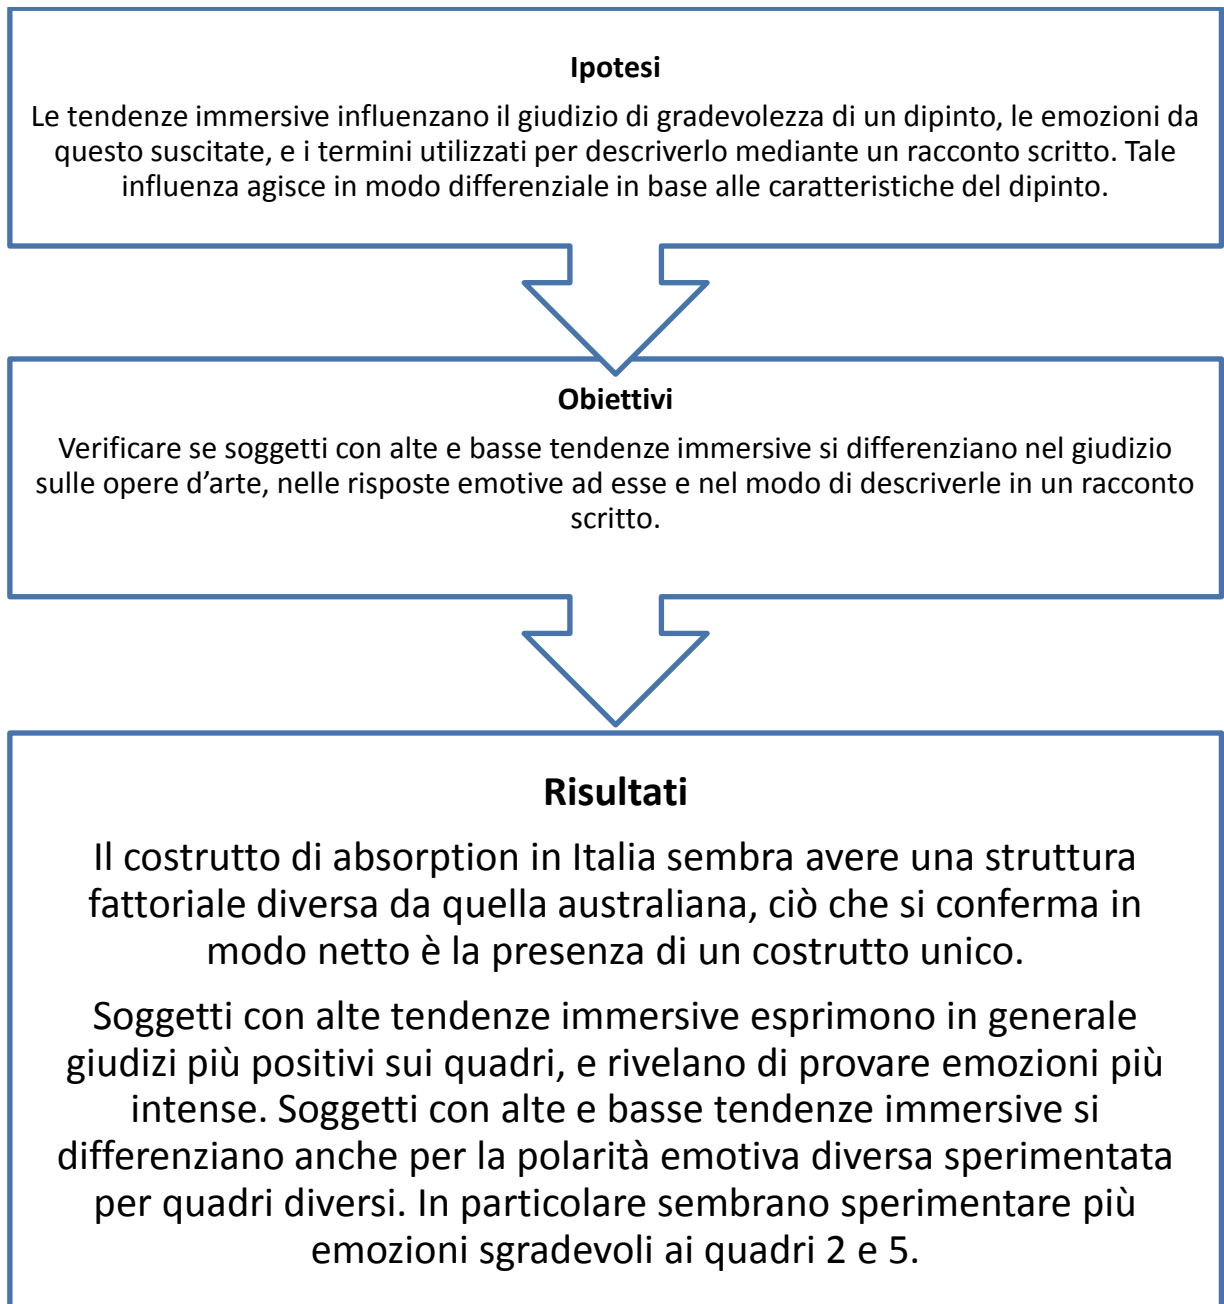 Ipotesi
Le tendenze immersive influenzano il giudizio di gradevolezza di un dipinto, le emozioni da
questo suscitate, e i termini utilizzati per descriverlo mediante un racconto scritto. Tale
influenza agisce in modo differenziale in base alle caratteristiche del dipinto.
Obiettivi
Verificare se soggetti con alte e basse tendenze immersive si differenziano nel giudizio
sulle opere d’arte, nelle risposte emotive ad esse e nel modo di descriverle in un racconto
scritto.
Risultati
Il costrutto di absorption in Italia sembra avere una struttura
fattoriale diversa da quella australiana, ciò che si conferma in
modo netto è la presenza di un costrutto unico.
Soggetti con alte tendenze immersive esprimono in generale
giudizi più positivi sui quadri, e rivelano di provare emozioni più
intense. Soggetti con alte e basse tendenze immersive si
differenziano anche per la polarità emotiva diversa sperimentata
per quadri diversi. In particolare sembrano sperimentare più
emozioni sgradevoli ai quadri 2 e 5.